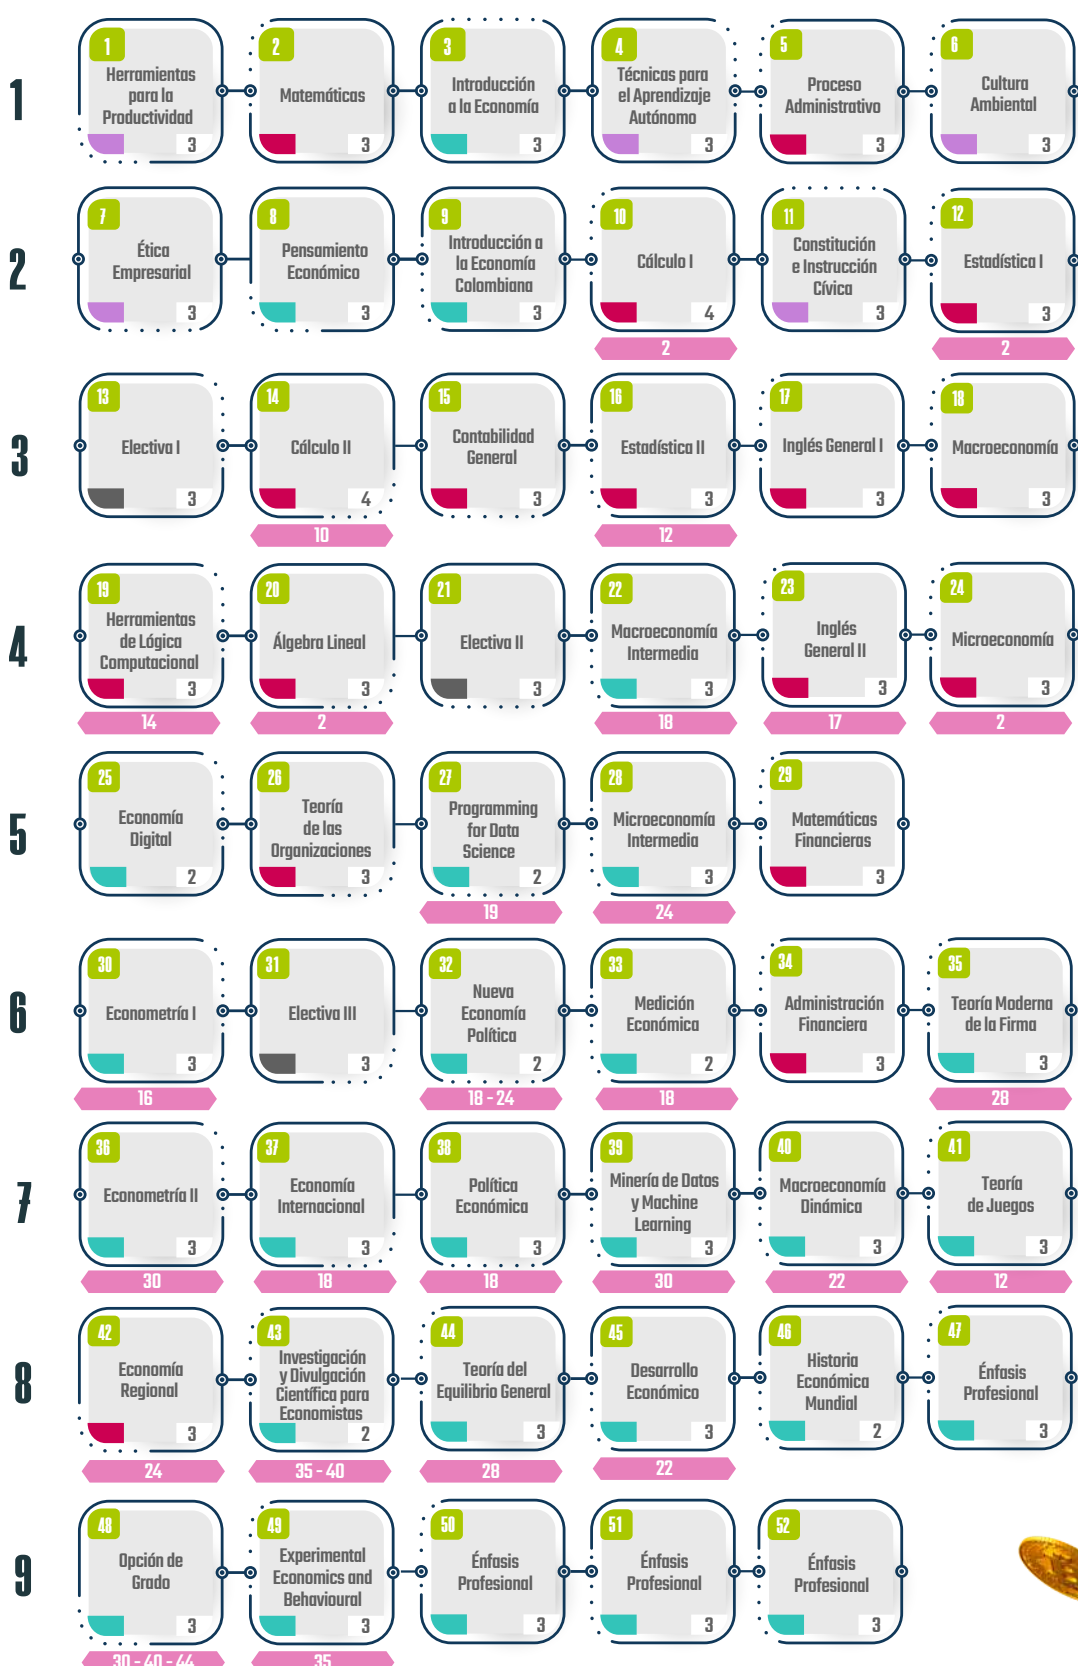 1
1
Herramientas
para la
Productividad
3
2
Matemáticas
3
3
Introducción
a la Economía
3
4
Técnicas para
el Aprendizaje
Autónomo
3
5
Proceso
Administrativo
3
6
Cultura
Ambiental
3
2
7
Ética
Empresarial
3
8
Pensamiento
Económico
3
9
Introducción a
la Economía
Colombiana
3
10
Cálculo I
4
2
11
Constitución
e Instrucción
Cívica
3
12
Estadística I
3
2
3
13
Electiva I
3
14
Cálculo II
4
10
15
Contabilidad
General
3
16
Estadística II
3
12
17
Inglés General I
3
18
Macroeconomía
3
4
19
Herramientas
de Lógica
Computacional
3
14
20
Álgebra Lineal
3
2
21
Electiva II
3
22
Macroeconomía
Intermedia
3
18
23
Inglés
General II
3
17
24
Microeconomía
3
2
5
25
Economía
Digital
2
26
Teoría
de las
Organizaciones
3
27
Programming
for Data
Science
2
19
28
Microeconomía
Intermedia
3
24
29
Matemáticas
Financieras
3
6
30
Econometría I
3
16
31
Electiva III
3
32
Nueva
Economía
Política
2
18 - 24
33
Medición
Económica
2
18
34
Administración
Financiera
3
35
Teoría Moderna
de la Firma
3
28
7
36
Econometría II
3
30
37
Economía
Internacional
3
18
38
Política
Económica
3
18
39
Minería de Datos
y Machine
Learning
3
30
40
Macroeconomía
Dinámica
3
22
41
Teoría
de Juegos
3
12
8
42
Economía
Regional
3
24
43
Investigación
y Divulgación
Científica para
Economistas
2
35 - 40
44
Teoría del
Equilibrio General
3
28
45
Desarrollo
Económico
3
22
46
Historia
Económica
Mundial
2
47
Énfasis
Profesional
3
9
48
Opción de
Grado
3
30 - 40 - 44
49
Experimental
Economics and
Behavioural
3
35
50
Énfasis
Profesional
3
51
Énfasis
Profesional
3
52
Énfasis
Profesional
3